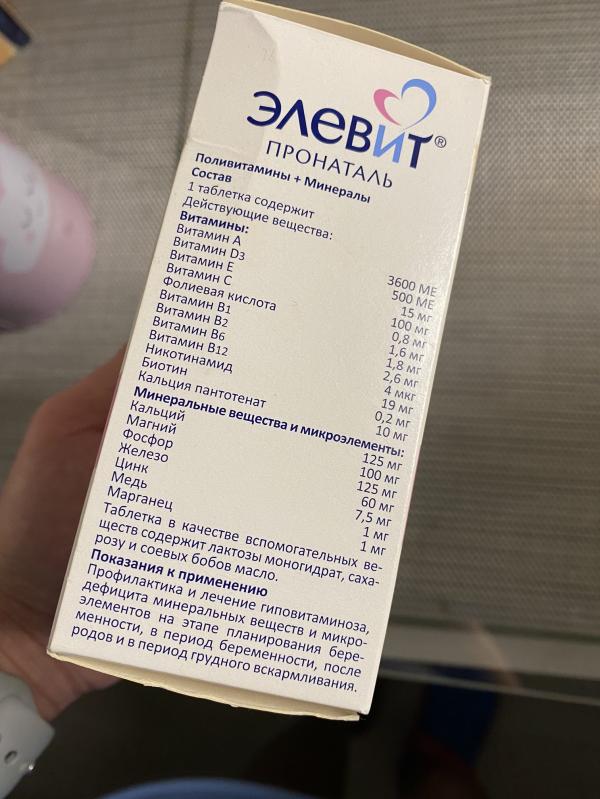 ЭЛЕВИТ®
ПРОНАТАЛЬ
Поливитамины + Минералы
Состав
1 таблетка содержит
Действующие вещества:
Витамины:
Витамин А 3600 МЕ
Витамин D3 500 МЕ
Витамин Е 15 мг
Витамин С 100 мг
Фолиевая кислота 0,8 мг
Витамин В1 1,6 мг
Витамин В2 1,8 мг
Витамин В6 2,6 мг
Витамин В12 4 мкг
Никотинамид 19 мг
Биотин 0,2 мг
Кальция пантотенат 10 мг
Минеральные вещества и микроэлементы:
Кальций 125 мг
Магний 100 мг
Фосфор 125 мг
Железо 60 мг
Цинк 7,5 мг
Медь 1 мг
Марганец 1 мг
Таблетка в качестве вспомогательных ве-
ществ содержит лактозы моногидрат, саха-
розу и соевых бобов масло.
Показания к применению
Профилактика и лечение гиповитаминоза,
дефицита минеральных веществ и микро-
элементов на этапе планирования бере-
менности, в период беременности, после
родов и в период грудного вскармливания.